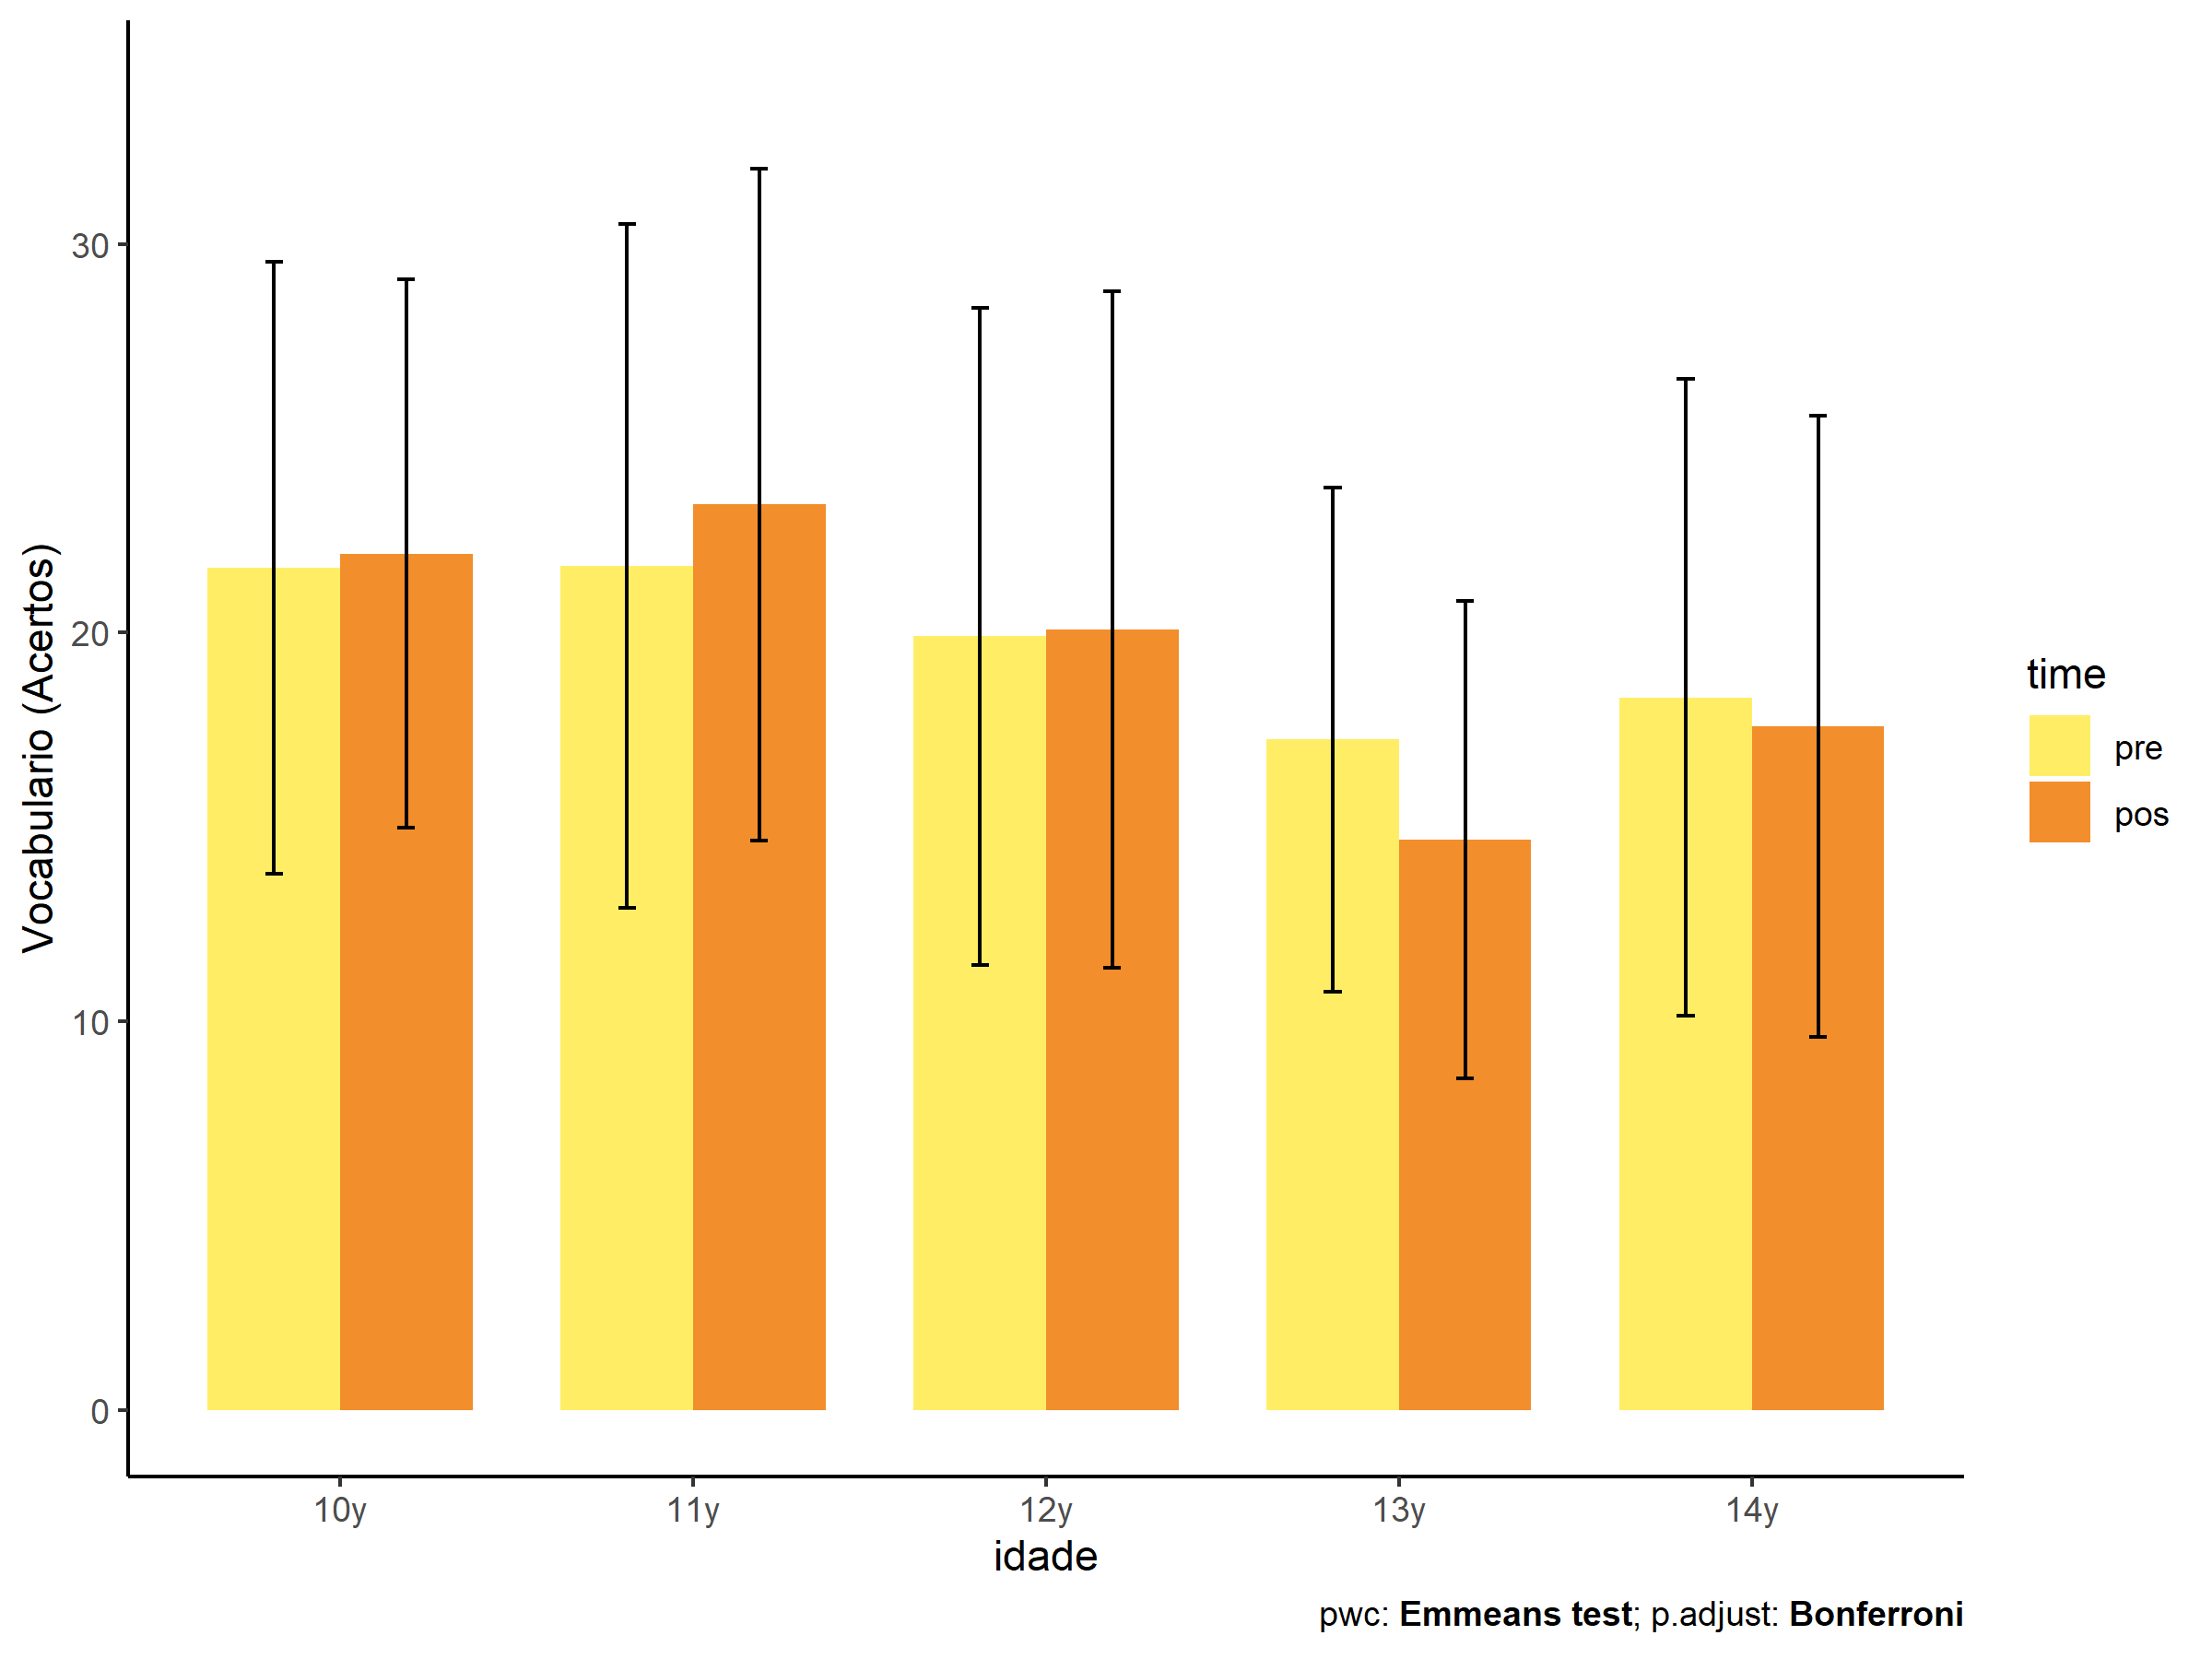 Vocabulario (Acertos)
30
20
10
0
10y 11y 12y 13y 14y
idade
time
pre
pos
pwc: Emmeans test; p.adjust: Bonferroni